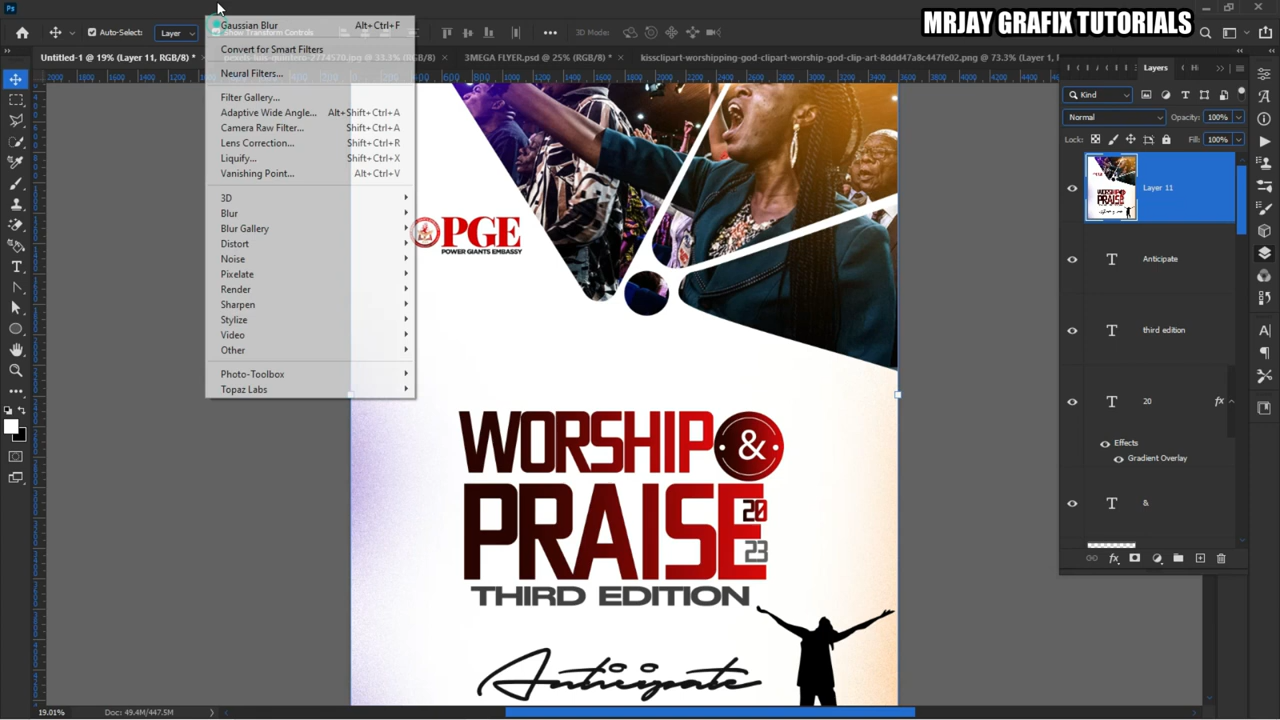 Ps
MRJAY GRAFIX TUTORIALS
Auto-Select: Layer
Show Transform Controls
3D Mode:
Gaussian Blur Alt+Ctrl+F
Convert for Smart Filters
Neural Filters...
Filter Gallery...
Adaptive Wide Angle... Alt+Shift+Ctrl+A
Camera Raw Filter... Shift+Ctrl+A
Lens Correction... Shift+Ctrl+R
Liquify... Shift+Ctrl+X
Vanishing Point... Alt+Ctrl+V
3D
Blur
Blur Gallery
Distort
Noise
Pixelate
Render
Sharpen
Stylize
Video
Other
Photo-Toolbox
Topaz Labs
Untitled-1 @ 19% (Layer 11, RGB/8) *
3MEGA FLYER.psd @ 25% (RGB/8) *
kissclipart-worshipping-god-clipart-worship-god-clip-art-8ddd47a8c447fe02.png @ 73.3% (Layer 1,
PGE
POWER GIANTS EMBASSY
WORSHIP &
PRAISE
20
23
THIRD EDITION
Anticipate
Layers
Kind
Normal Opacity: 100%
Lock: Fill: 100%
Layer 11
T Anticipate
T third edition
T 20 fx
Effects
Gradient Overlay
T &
19.01% Doc: 49.4M/447.5M